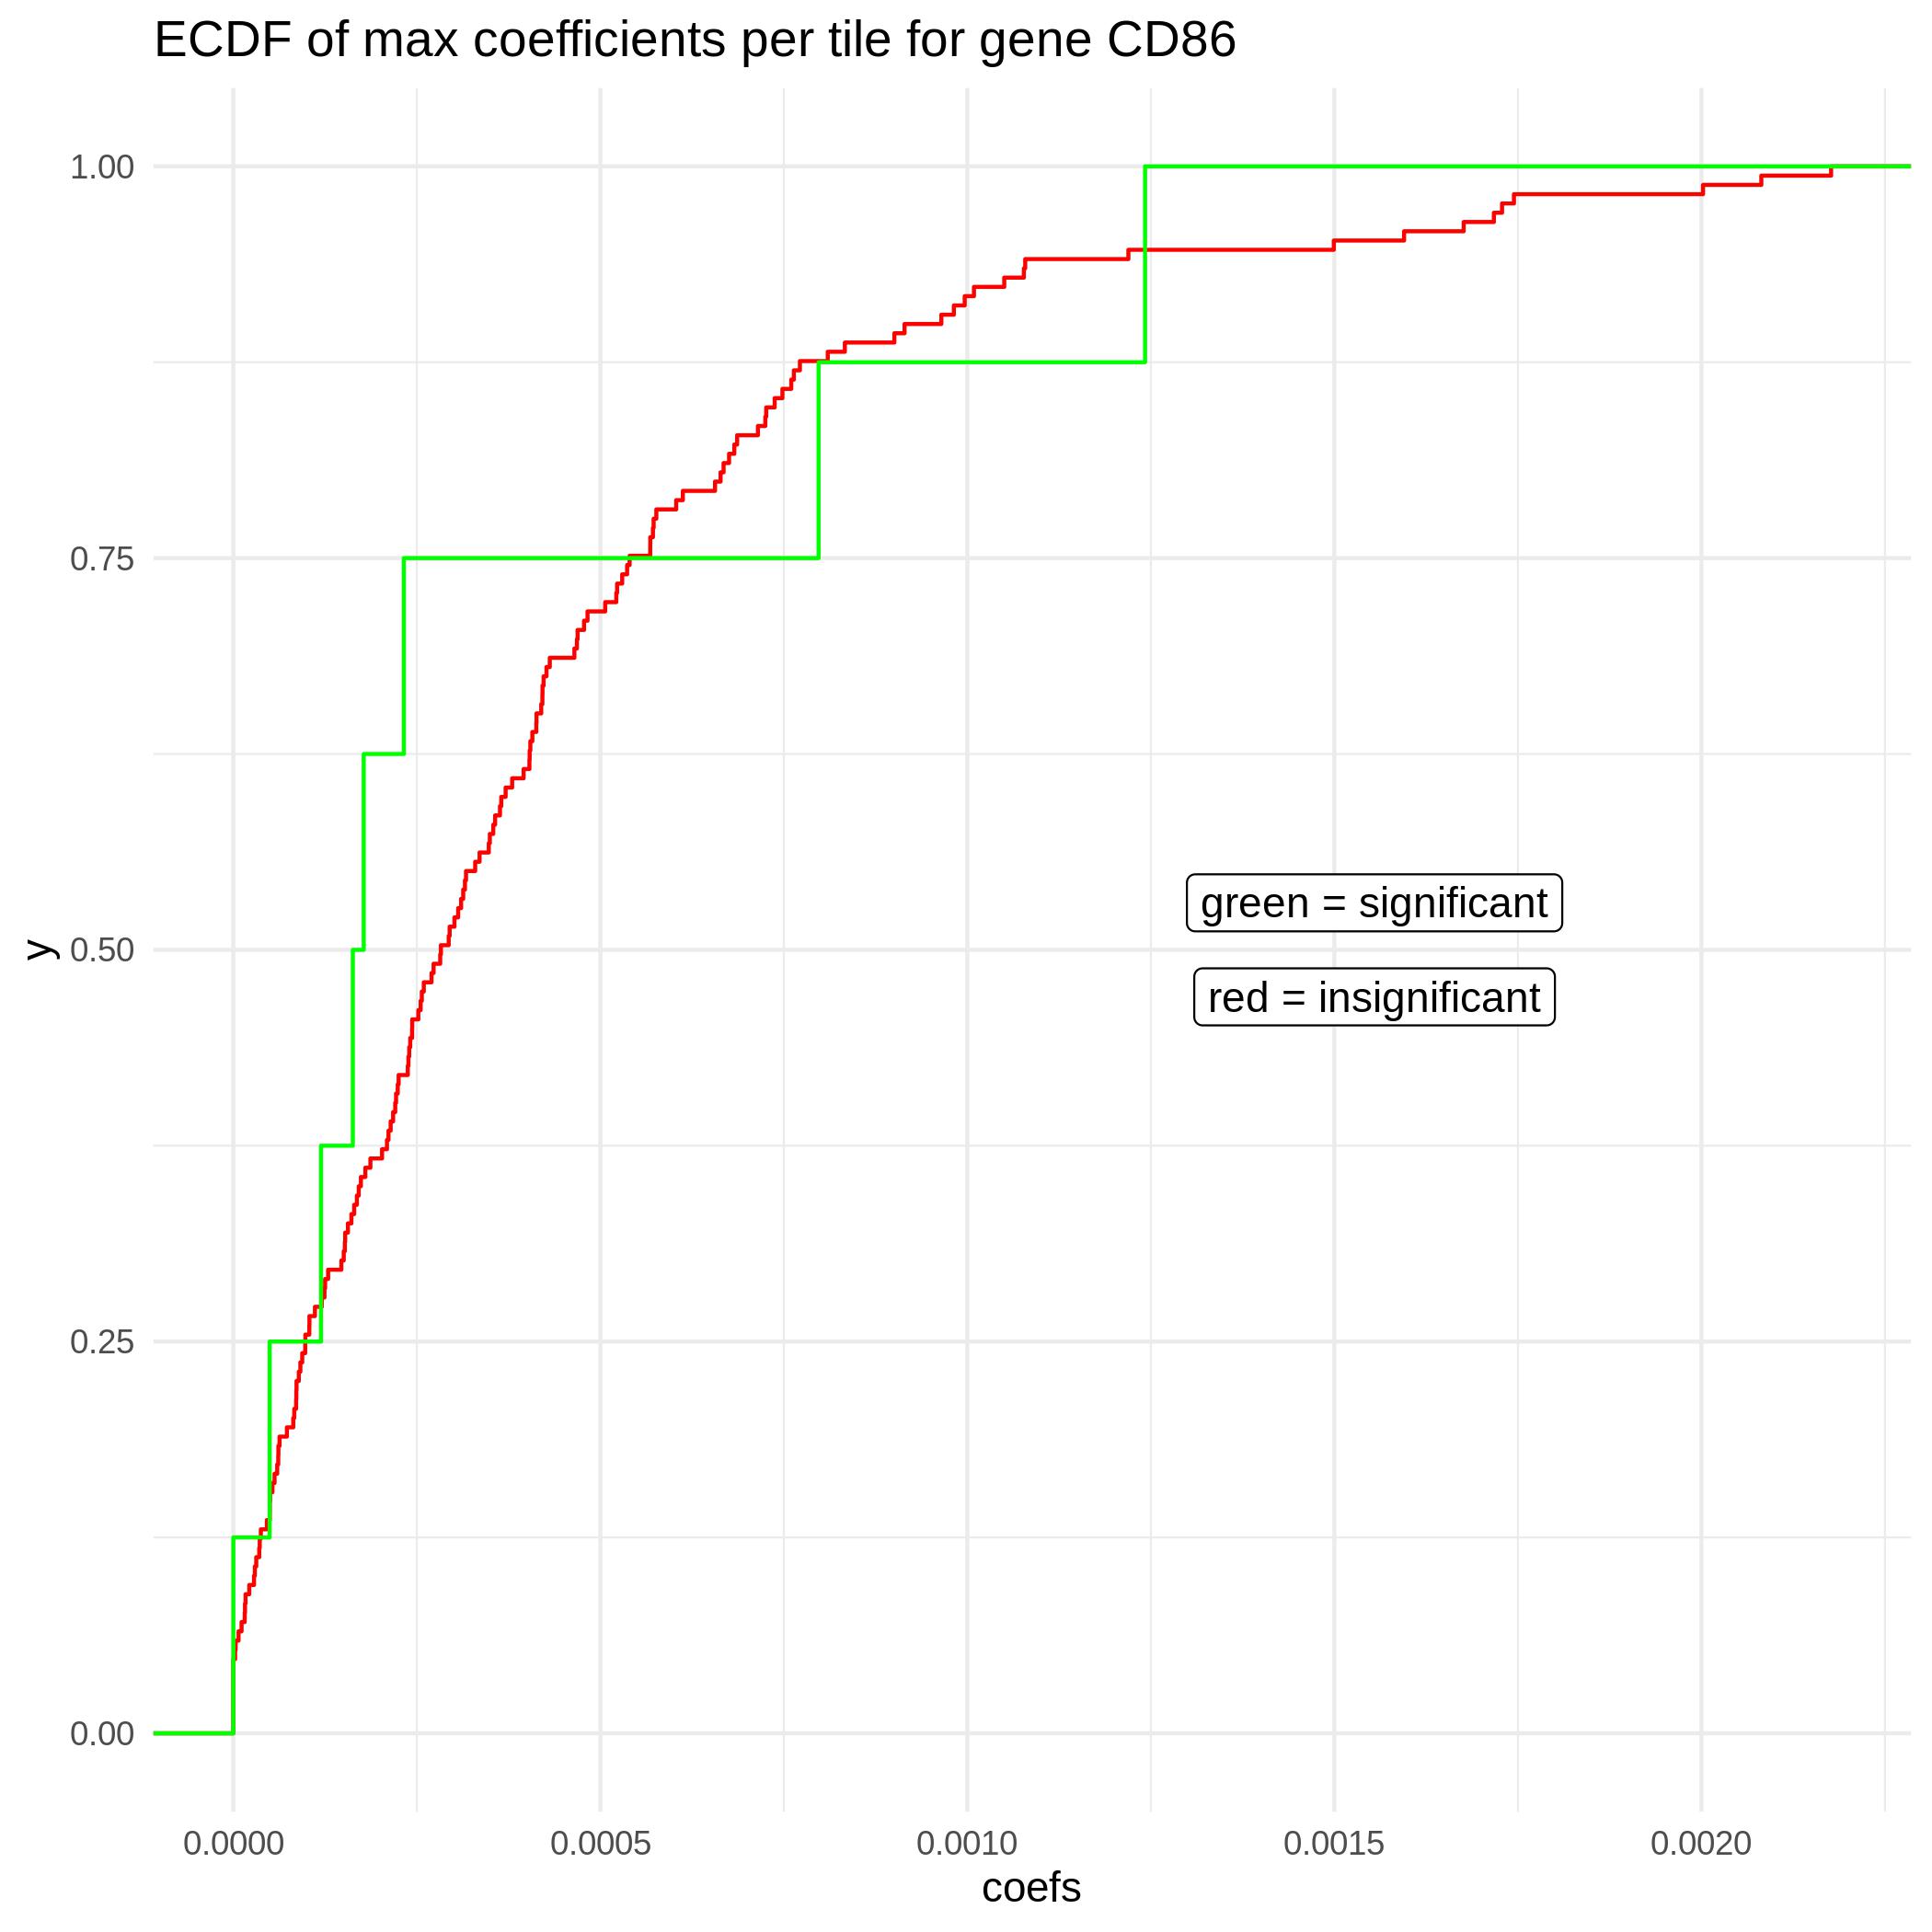 ECDF of max coefficients per tile for gene CD86
1.00
0.75
0.50
0.25
0.00
y
green = significant
red = insignificant
0.0000
0.0005
0.0010
0.0015
0.0020
coefs